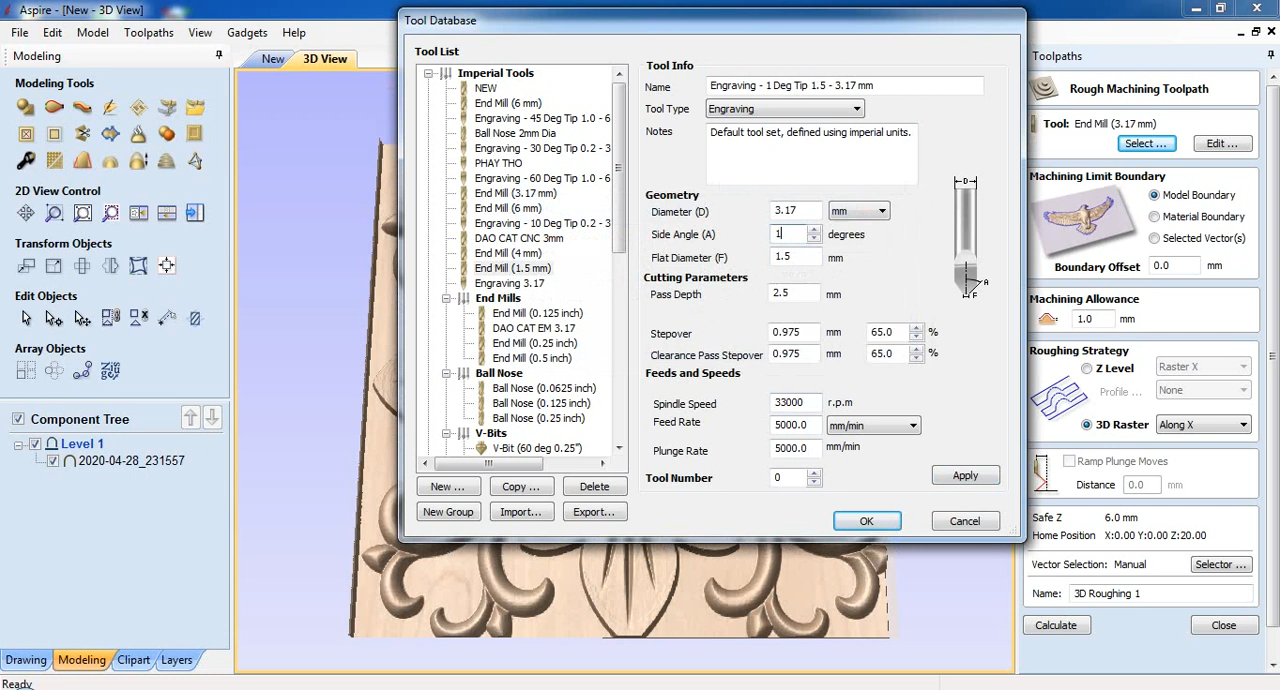 Aspire - [New - 3D View]
File Edit Model Toolpaths View Gadgets Help
Modeling
Modeling Tools
2D View Control
Transform Objects
Edit Objects
Array Objects
Component Tree
Level 1
2020-04-28_231557
Drawing Modeling Clipart Layers
Ready
New 3D View
Tool Database
Tool List
Imperial Tools
NEW
End Mill (6 mm)
Engraving - 45 Deg Tip 1.0 - 6
Ball Nose 2mm Dia
Engraving - 30 Deg Tip 0.2 - 3
PHAY THO
Engraving - 60 Deg Tip 1.0 - 6
End Mill (3.17 mm)
End Mill (6 mm)
Engraving - 10 Deg Tip 0.2 - 3
DAO CAT CNC 3mm
End Mill (4 mm)
End Mill (1.5 mm)
Engraving 3.17
End Mills
End Mill (0.125 inch)
DAO CAT EM 3.17
End Mill (0.25 inch)
End Mill (0.5 inch)
Ball Nose
Ball Nose (0.0625 inch)
Ball Nose (0.125 inch)
Ball Nose (0.25 inch)
V-Bits
V-Bit (60 deg 0.25")
New ... Copy ... Delete
New Group Import... Export...
Tool Info
Name Engraving - 1 Deg Tip 1.5 - 3.17 mm
Tool Type Engraving
Notes Default tool set, defined using imperial units.
Geometry
Diameter (D) 3.17 mm
Side Angle (A) 1 degrees
Flat Diameter (F) 1.5 mm
D
A
F
Cutting Parameters
Pass Depth 2.5 mm
Stepover 0.975 mm 65.0 %
Clearance Pass Stepover 0.975 mm 65.0 %
Feeds and Speeds
Spindle Speed 33000 r.p.m
Feed Rate 5000.0 mm/min
Plunge Rate 5000.0 mm/min
Tool Number 0 Apply
OK Cancel
Toolpaths
Rough Machining Toolpath
Tool: End Mill (3.17 mm)
Select ... Edit ...
Machining Limit Boundary
Model Boundary
Material Boundary
Selected Vector(s)
Boundary Offset 0.0 mm
Machining Allowance
1.0 mm
Roughing Strategy
Z Level Raster X
Profile ... None
3D Raster Along X
Ramp Plunge Moves
Distance 0.0 mm
Safe Z 6.0 mm
Home Position X:0.00 Y:0.00 Z:20.00
Vector Selection: Manual Selector ...
Name: 3D Roughing 1
Calculate Close